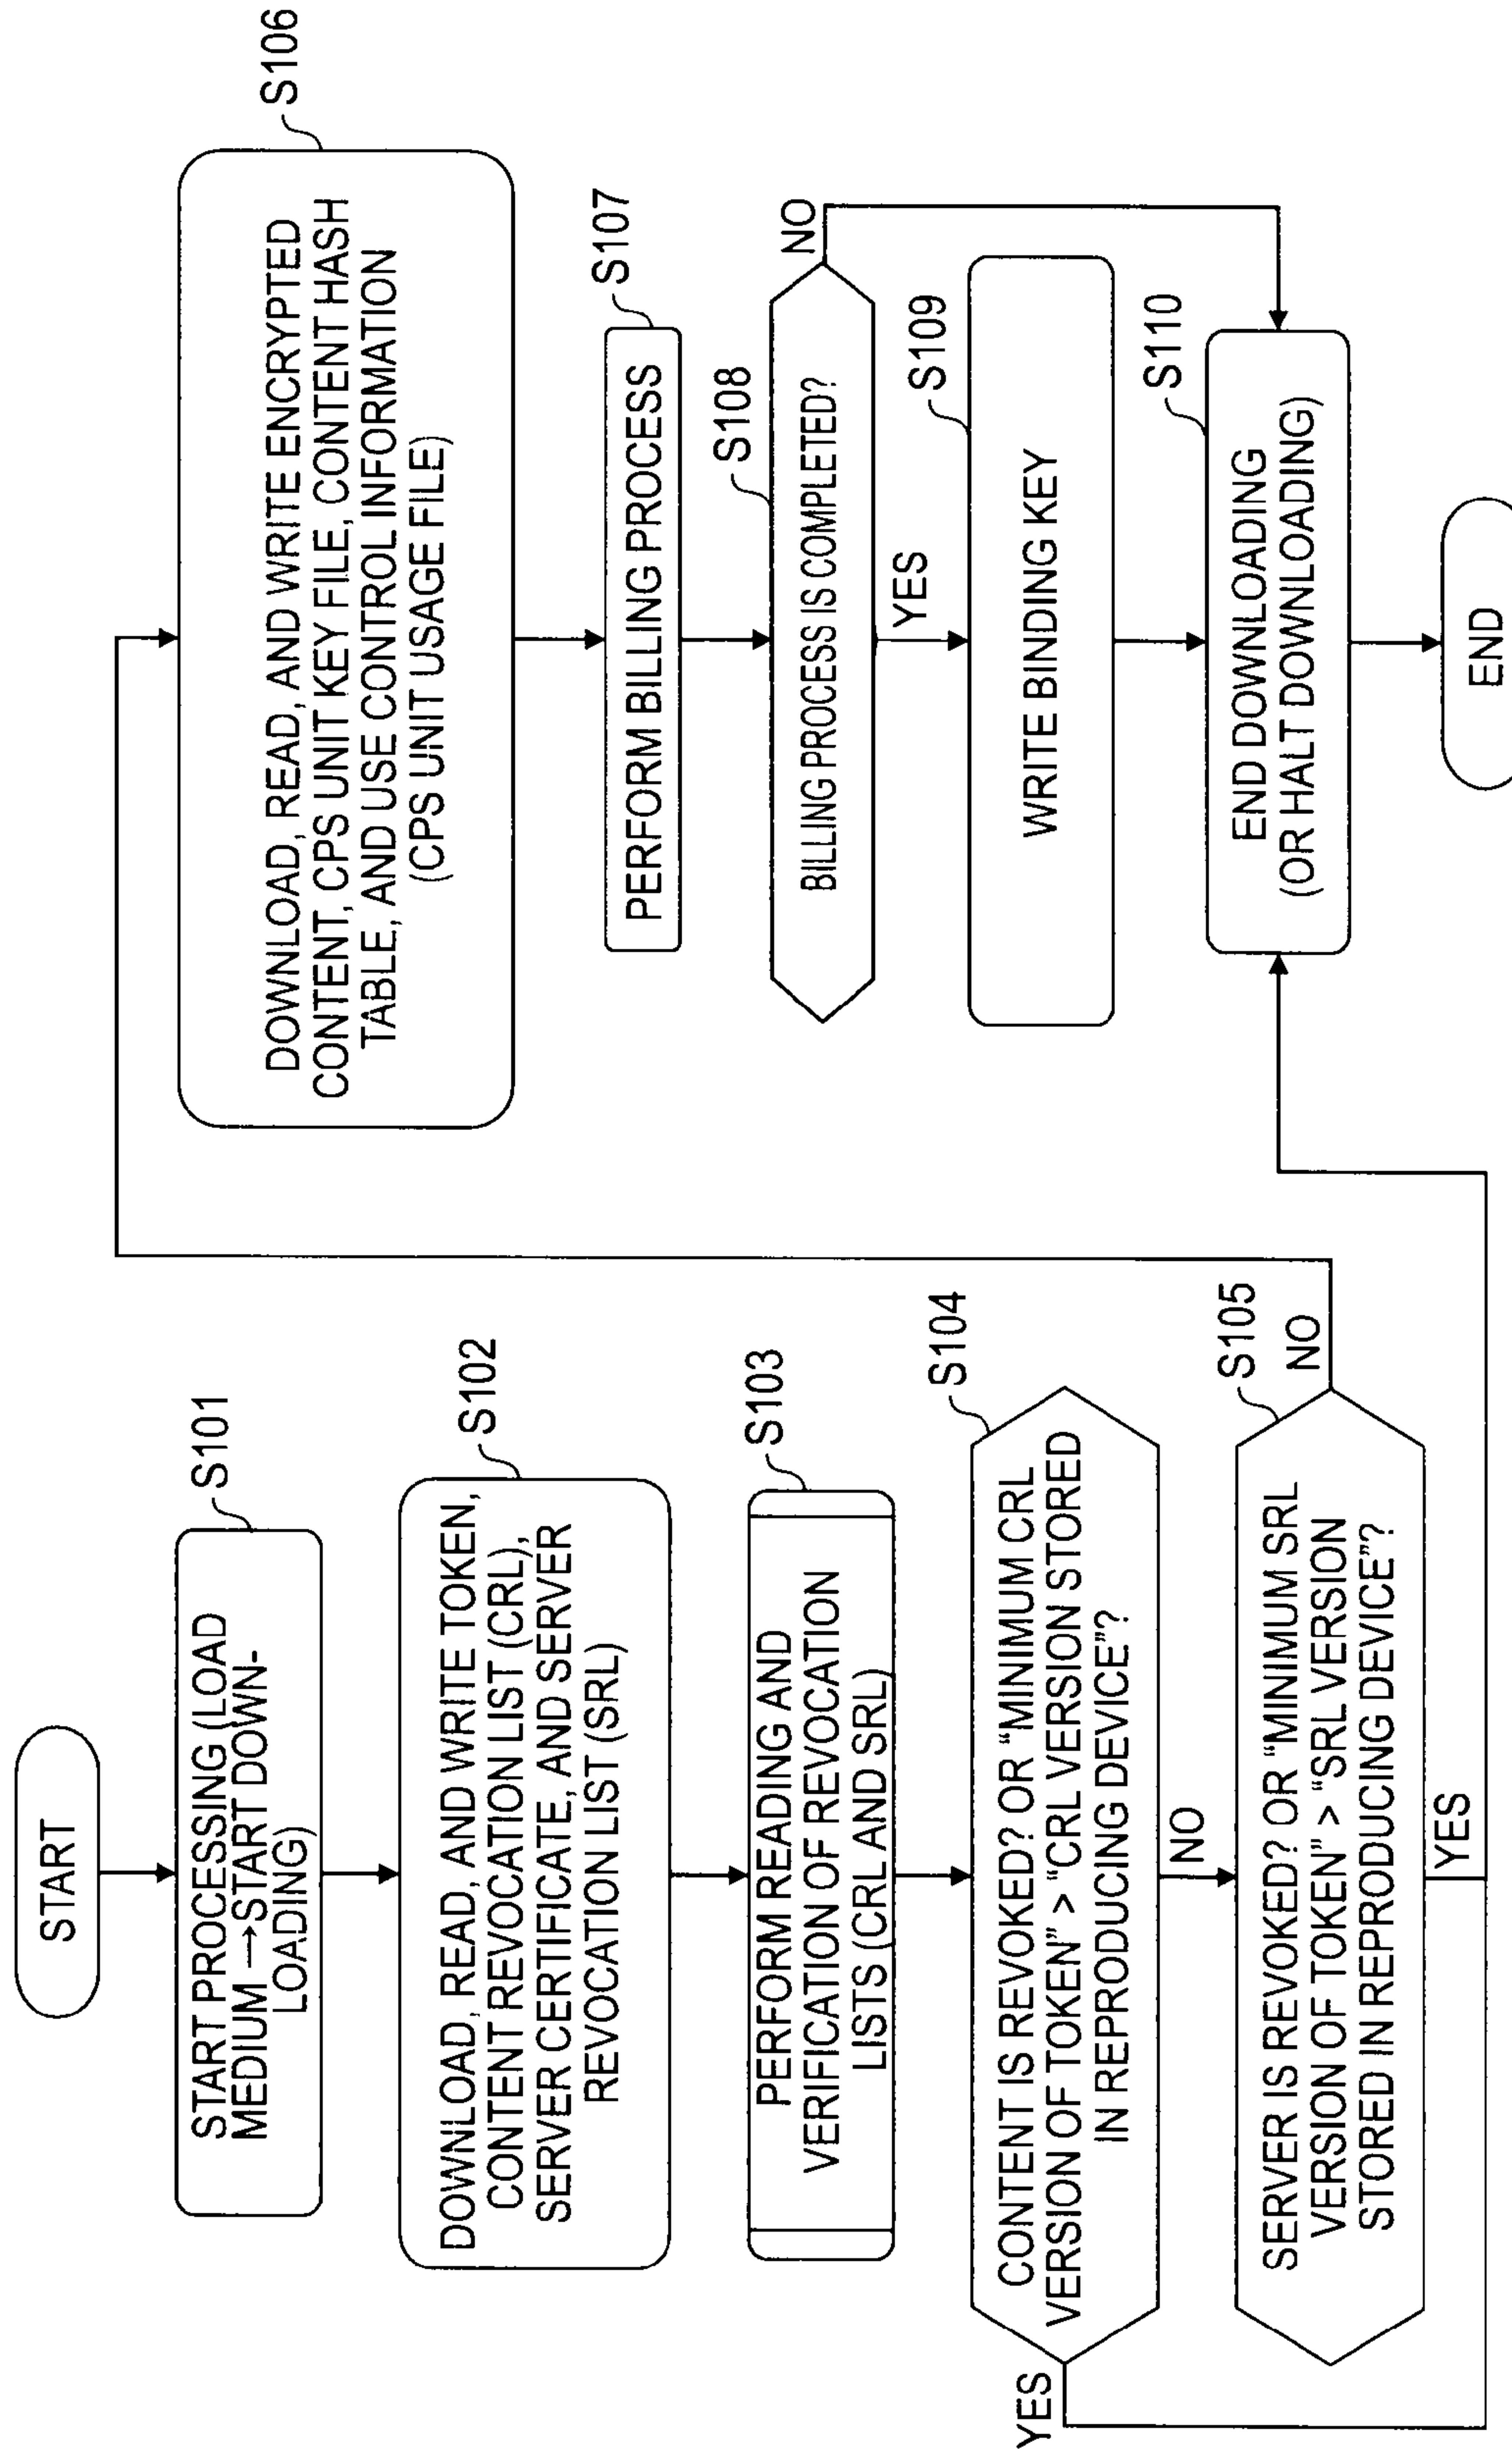 START
START PROCESSING (LOAD
MEDIUM → START DOWN-
LOADING)
S101
DOWNLOAD, READ, AND WRITE TOKEN,
CONTENT REVOCATION LIST (CRL),
SERVER CERTIFICATE, AND SERVER
REVOCATION LIST (SRL)
S102
PERFORM READING AND
VERIFICATION OF REVOCATION
LISTS (CRL AND SRL)
S103
CONTENT IS REVOKED? OR “MINIMUM CRL
VERSION OF TOKEN” > “CRL VERSION STORED
IN REPRODUCING DEVICE”?
S104
YES
NO
SERVER IS REVOKED? OR “MINIMUM SRL
VERSION OF TOKEN” > “SRL VERSION
STORED IN REPRODUCING DEVICE”?
S105
NO
YES
DOWNLOAD, READ, AND WRITE ENCRYPTED
CONTENT, CPS UNIT KEY FILE, CONTENT HASH
TABLE, AND USE CONTROL INFORMATION
(CPS UNIT USAGE FILE)
S106
PERFORM BILLING PROCESS
S107
BILLING PROCESS IS COMPLETED?
S108
NO
YES
WRITE BINDING KEY
S109
END DOWNLOADING
(OR HALT DOWNLOADING)
S110
END